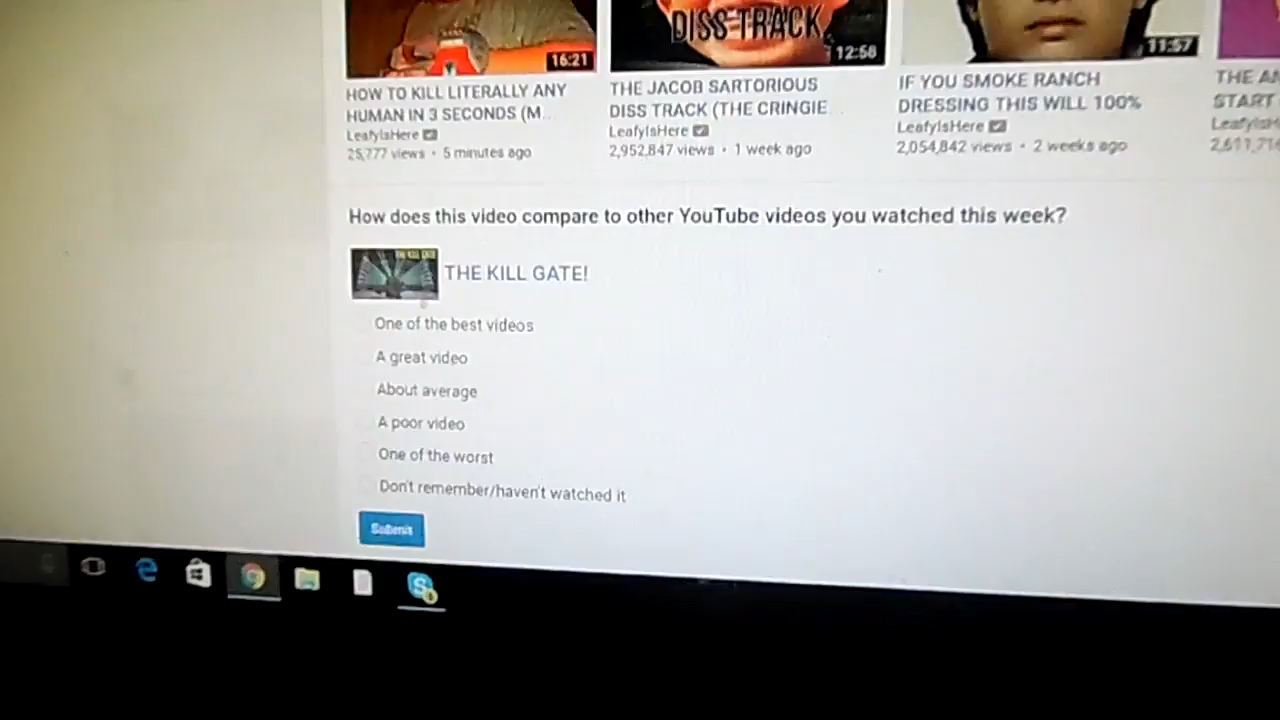 DISS TRACK
16:21
12:58
11:57
HOW TO KILL LITERALLY ANY
HUMAN IN 3 SECONDS (M...
LeafyIsHere
25,777 views • 5 minutes ago
THE JACOB SARTORIOUS
DISS TRACK (THE CRINGIE...
LeafyIsHere
2,952,847 views • 1 week ago
IF YOU SMOKE RANCH
DRESSING THIS WILL 100%
LeafyIsHere
2,054,842 views • 2 weeks ago
THE
START
How does this video compare to other YouTube videos you watched this week?
THE KILL GATE!
One of the best videos
A great video
About average
A poor video
One of the worst
Don't remember/haven't watched it
Submit